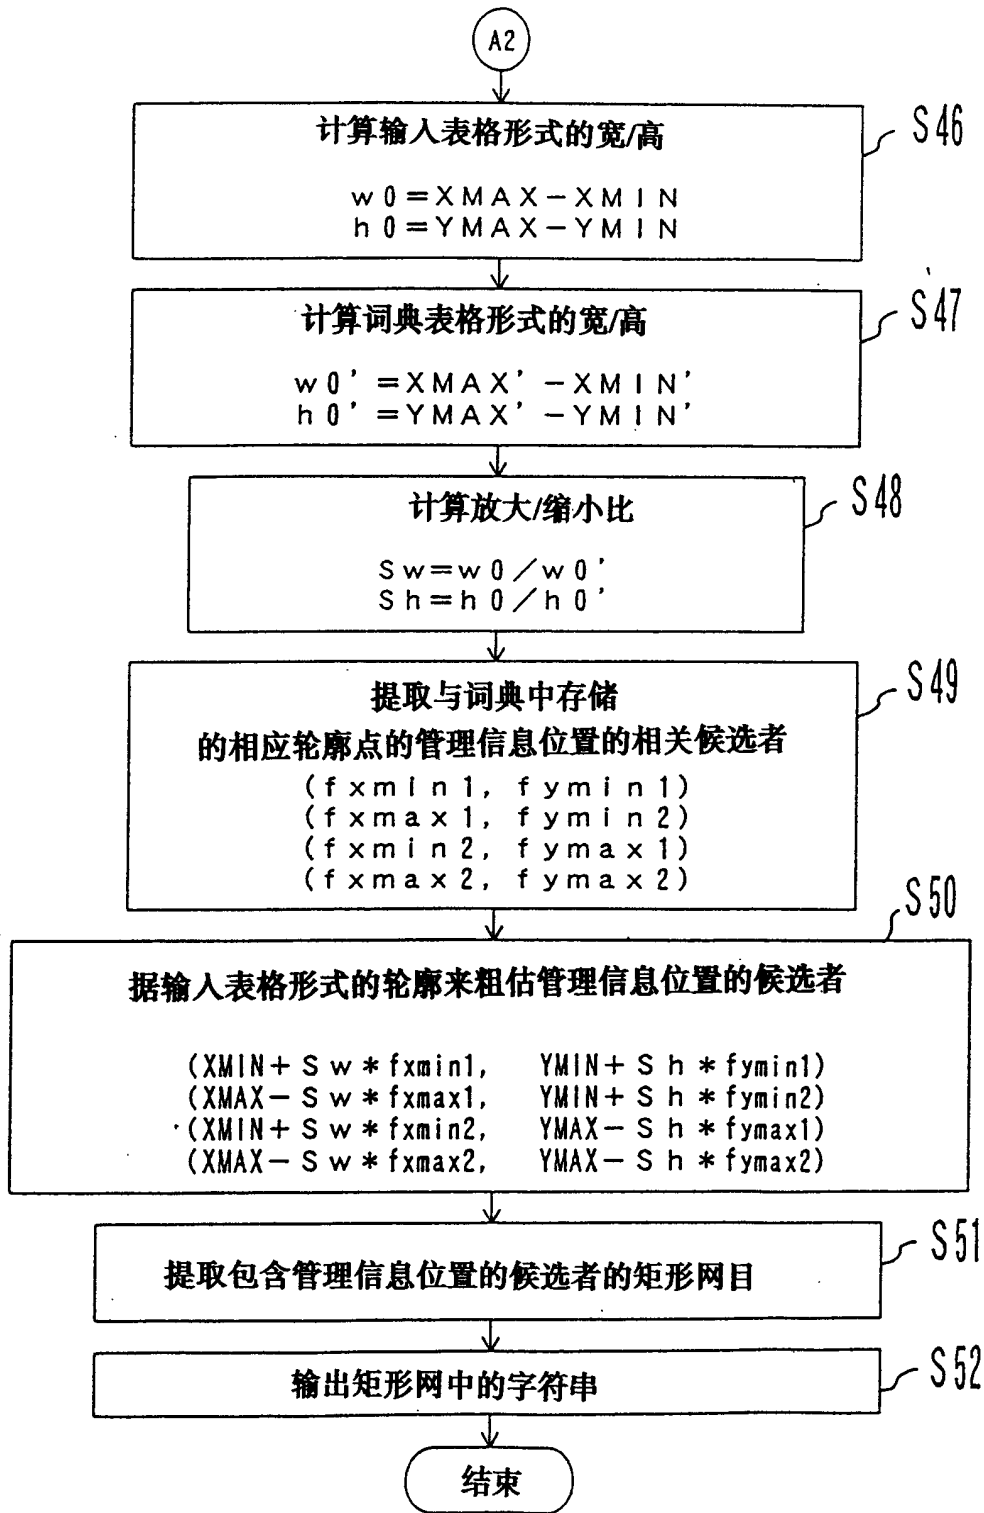 A2
计算输入表格形式的宽/高
S46
w0=XMAX-XMIN
h0=YMAX-YMIN
计算词典表格形式的宽/高
S47
w0'=XMAX'-XMIN'
h0'=YMAX'-YMIN'
计算放大/缩小比
S48
Sw=w0/w0'
Sh=h0/h0'
提取与词典中存储
S49
的相应轮廓点的管理信息位置的相关候选者
(fxmin1, fymin1)
(fxmax1, fymin2)
(fxmin2, fymax1)
(fxmax2, fymax2)
S50
据输入表格形式的轮廓来粗估管理信息位置的候选者
(XMIN+Sw*fxmin1, YMIN+Sh*fymin1)
(XMAX-Sw*fxmax1, YMIN+Sh*fymin2)
(XMIN+Sw*fxmin2, YMAX-Sh*fymax1)
(XMAX-Sw*fxmax2, YMAX-Sh*fymax2)
S51
提取包含管理信息位置的候选者的矩形网目
S52
输出矩形网中的字符串
结束